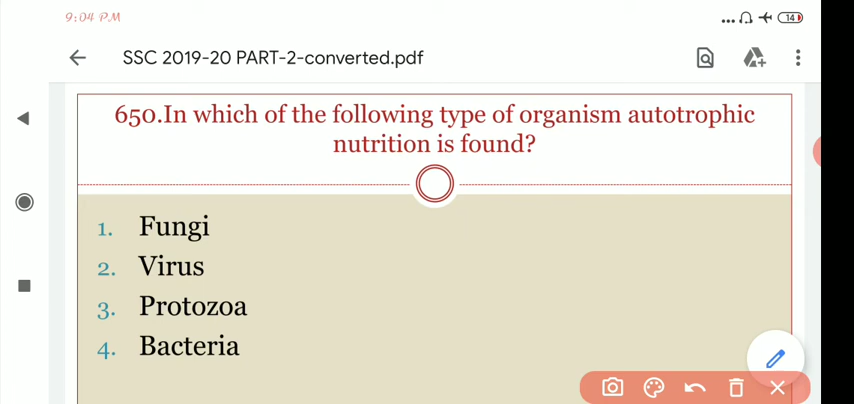 9:04 PM
14
SSC 2019-20 PART-2-converted.pdf
650.In which of the following type of organism autotrophic
nutrition is found?
1. Fungi
2. Virus
3. Protozoa
4. Bacteria